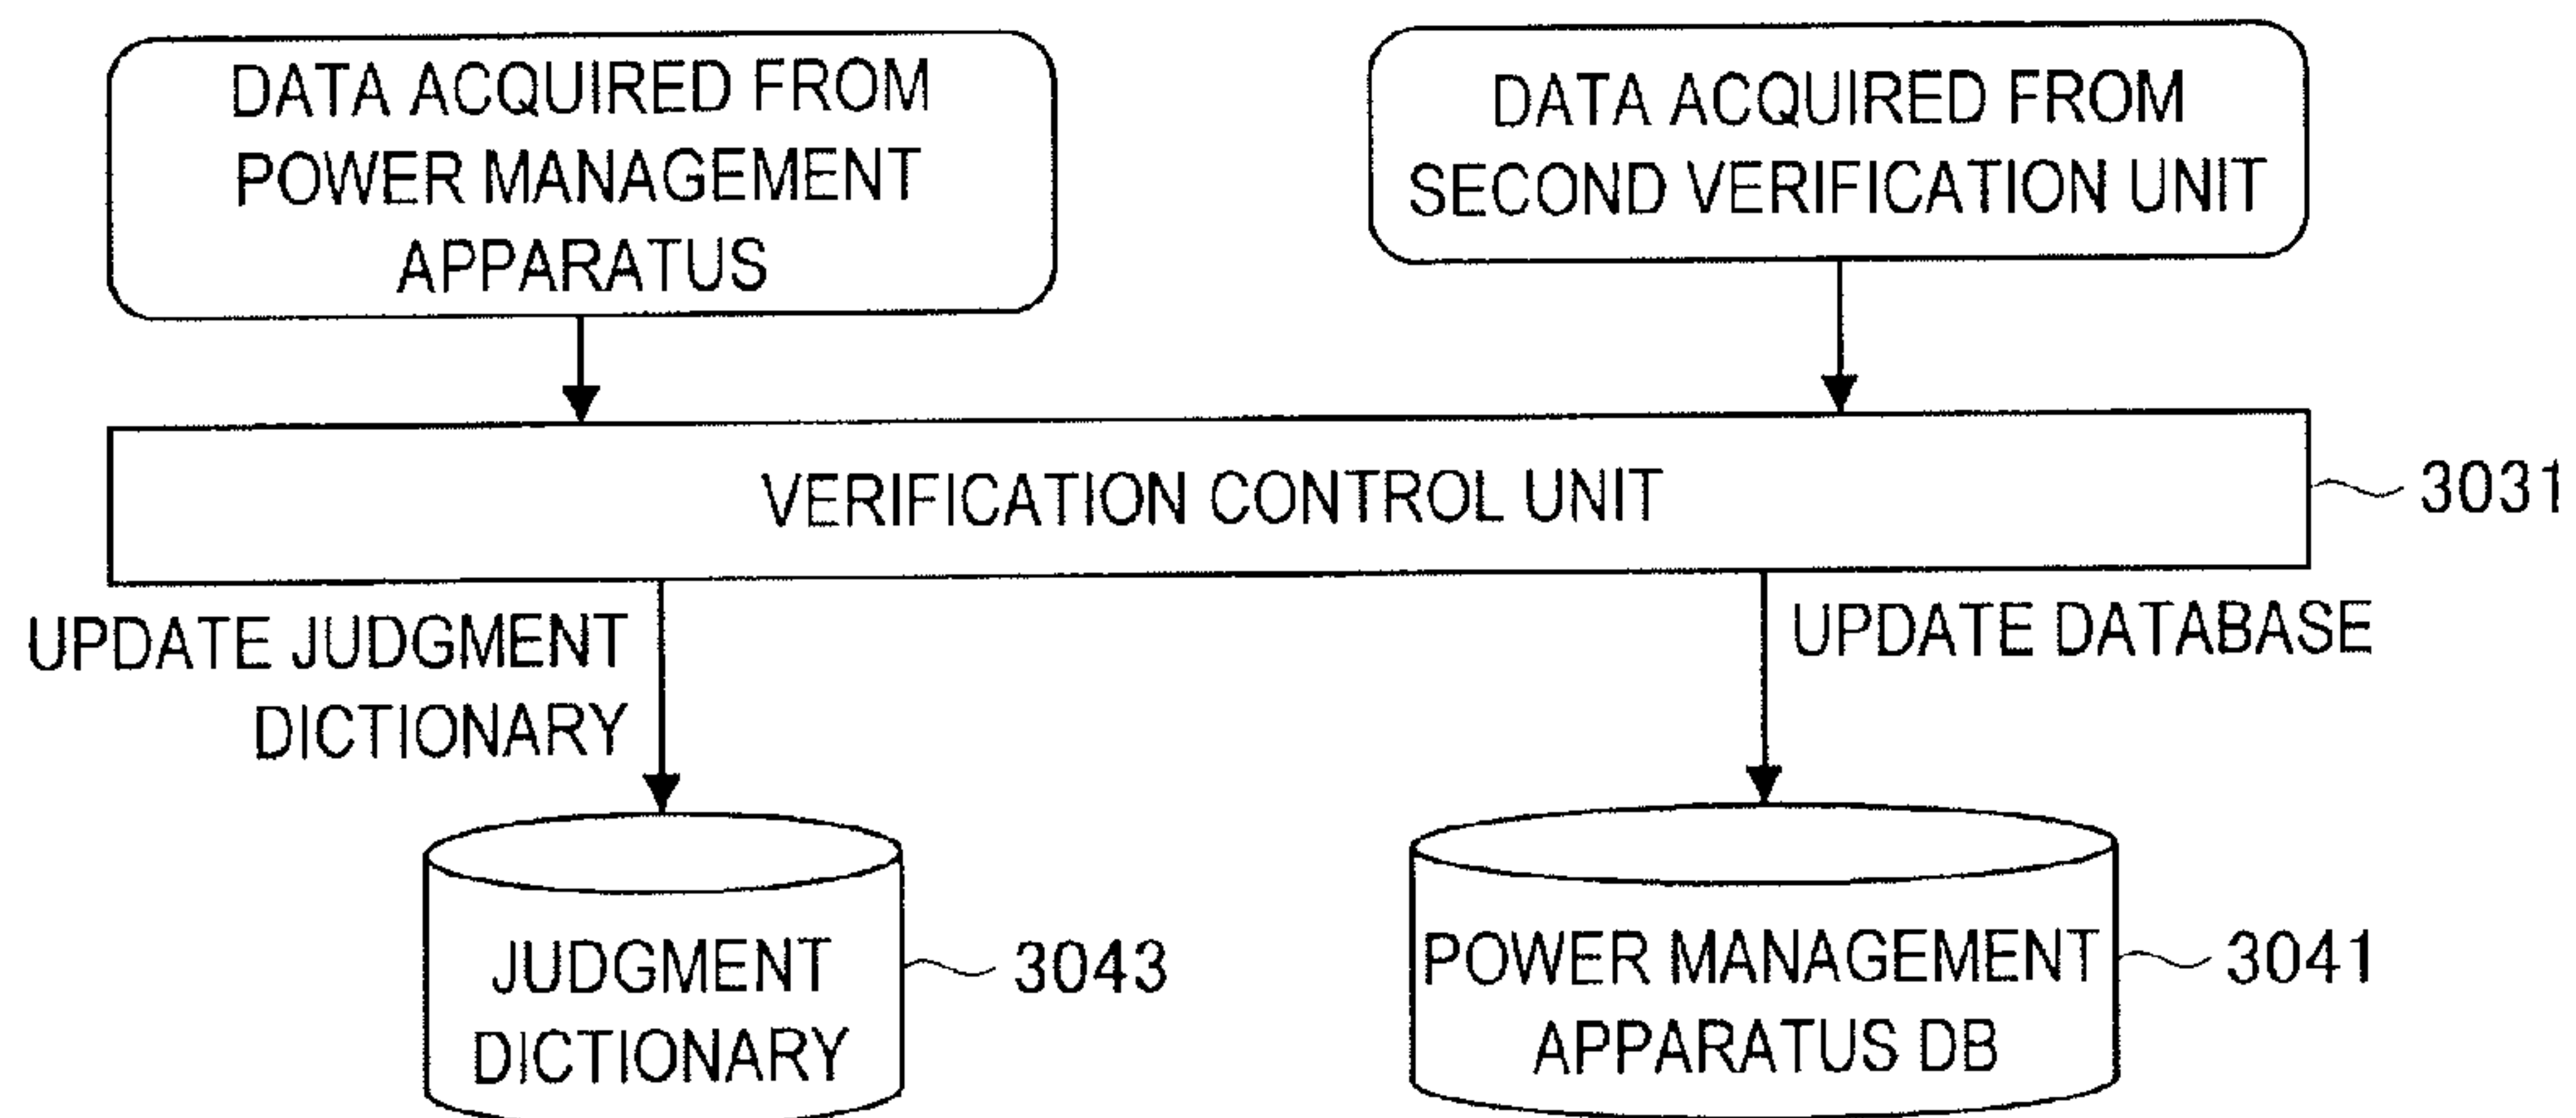 DATA ACQUIRED FROM
POWER MANAGEMENT
APPARATUS
DATA ACQUIRED FROM
SECOND VERIFICATION UNIT
VERIFICATION CONTROL UNIT
3031
UPDATE JUDGMENT
DICTIONARY
UPDATE DATABASE
JUDGMENT
DICTIONARY
3043
POWER MANAGEMENT
APPARATUS DB
3041